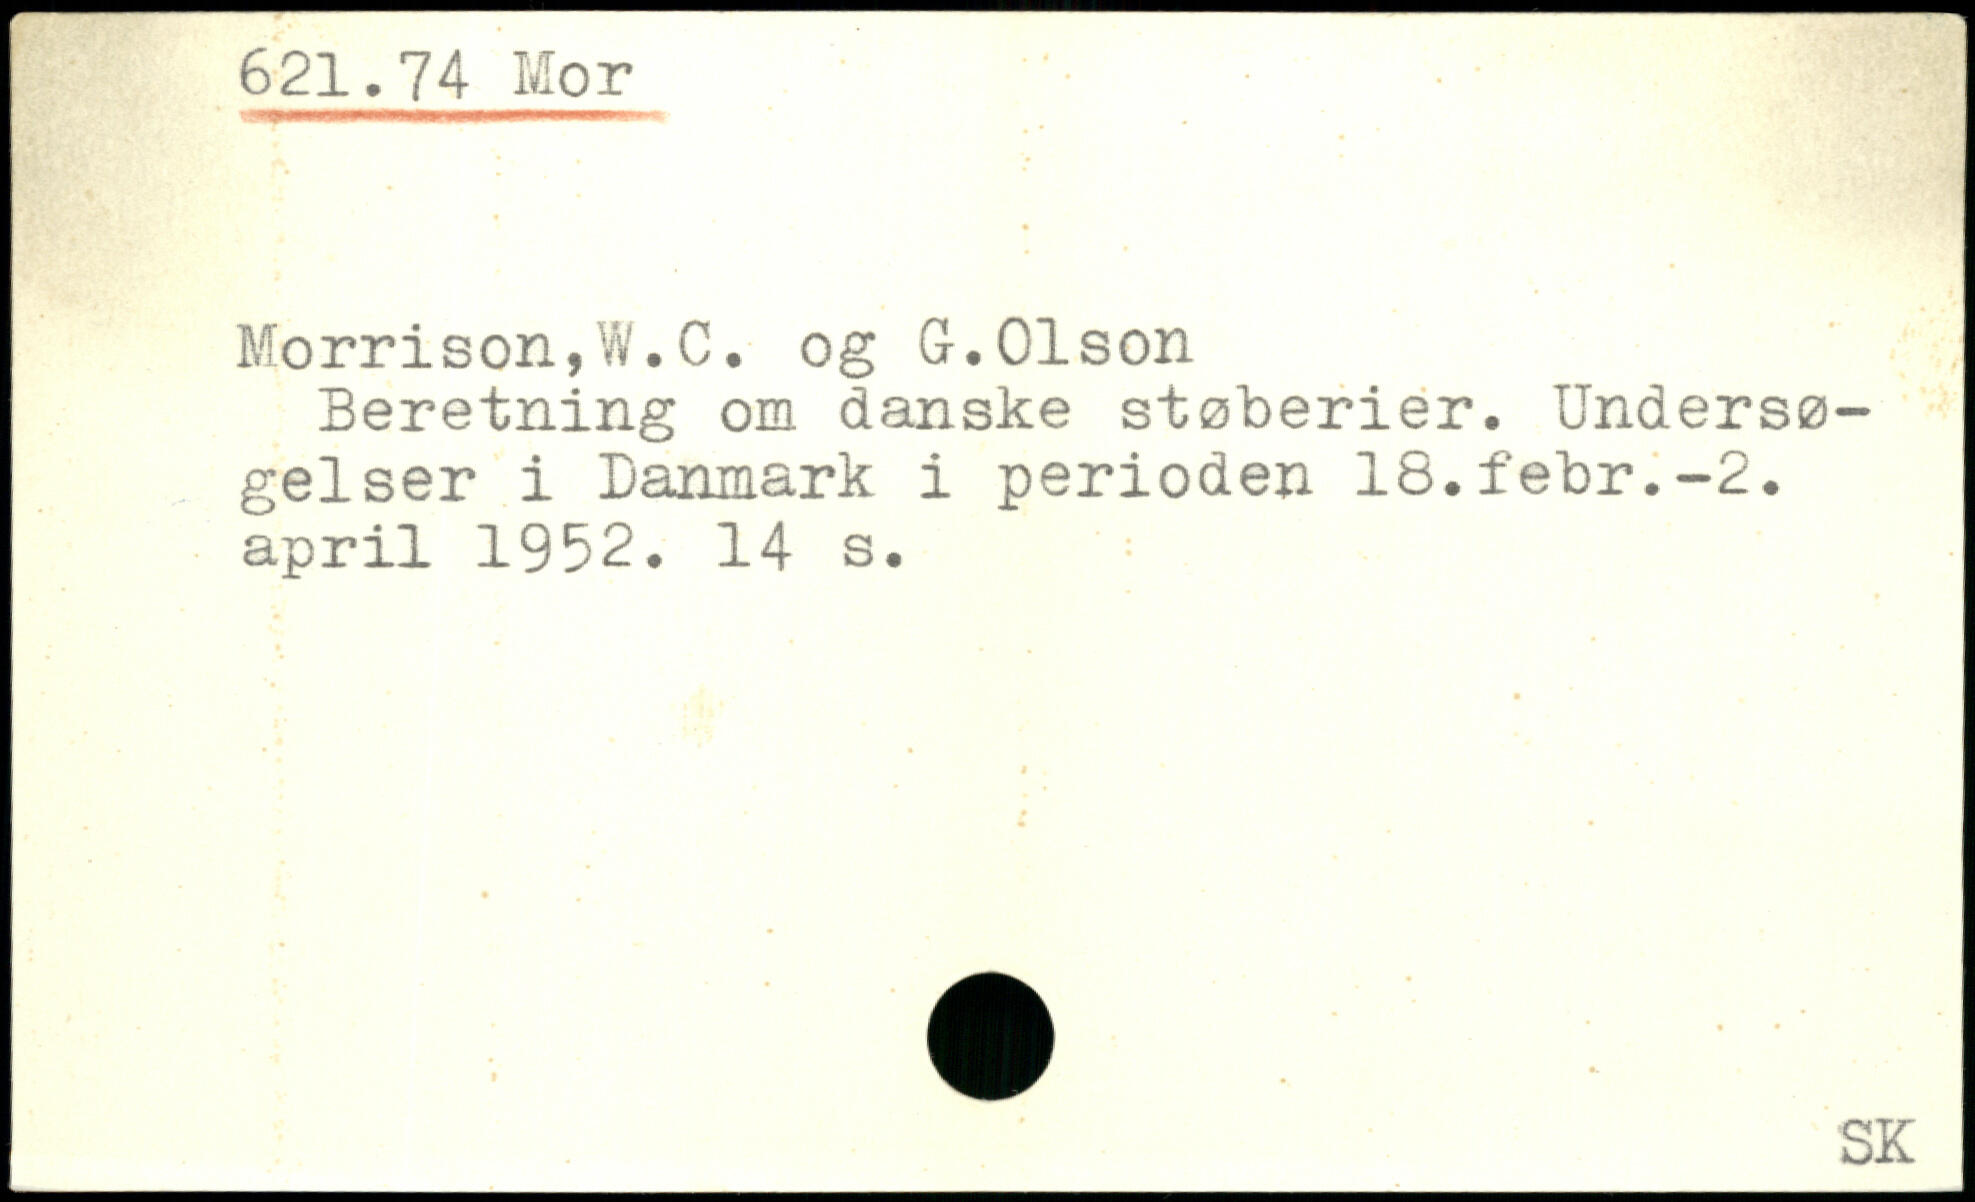 621.74 Mor
Morrison,W.C. og G.Olson
Beretning om danske støberier. Undersø-
gelser i Danmark i perioden 18.febr.-2.
april 1952. 14 s.
SK